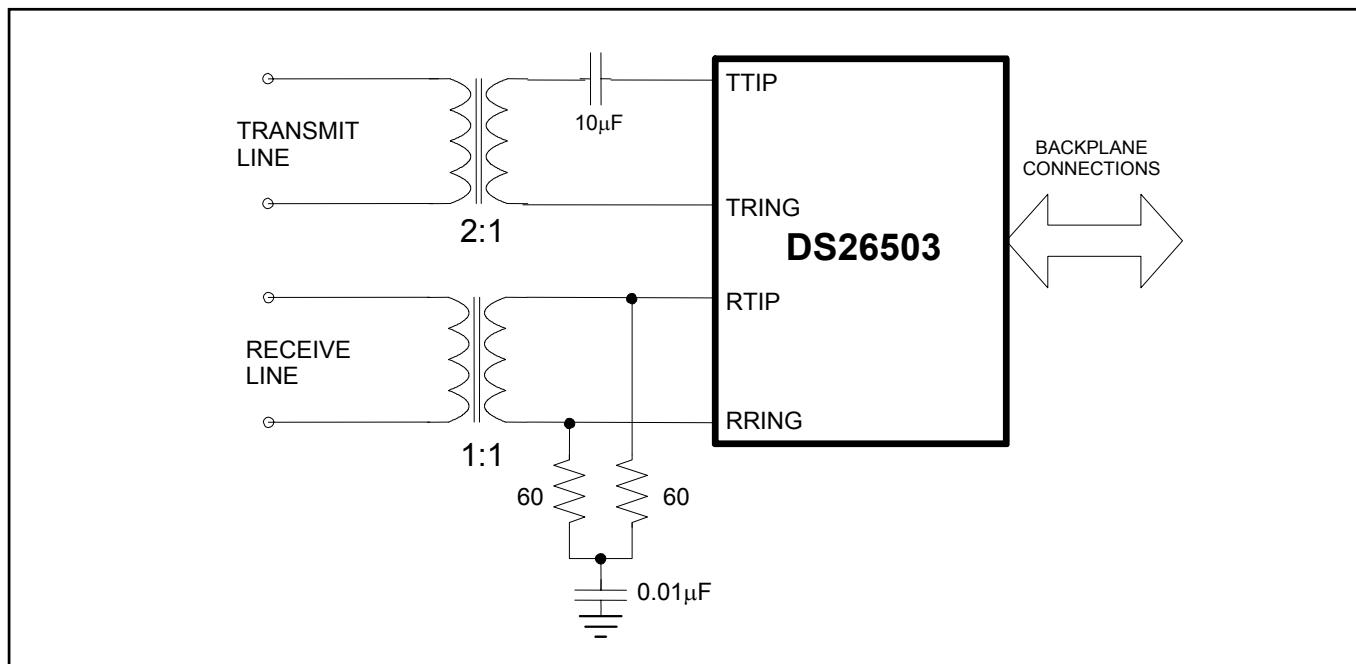 TTIP
10μF
TRANSMIT
LINE
BACKPLANE
CONNECTIONS
TRING
2:1
DS26503
RTIP
RECEIVE
LINE
RRING
1:1
60
60
0.01μF